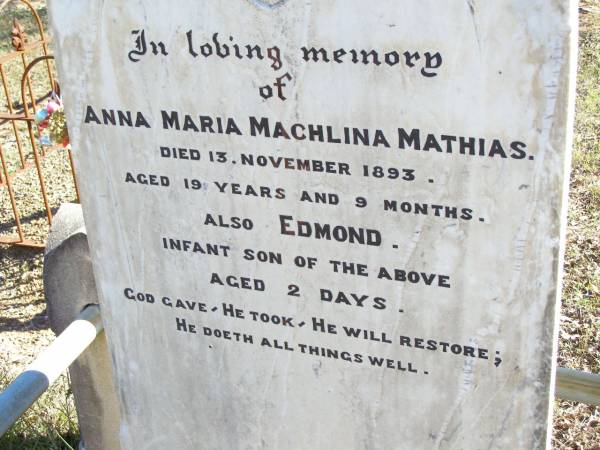 In loving memory
of
ANNA MARIA MACHLINA MATHIAS.
DIED 13. NOVEMBER 1893.
AGED 19 YEARS AND 9 MONTHS.
ALSO EDMOND.
INFANT SON OF THE ABOVE
AGED 2 DAYS.
GOD GAVE, HE TOOK, HE WILL RESTORE;
HE DOETH ALL THINGS WELL.